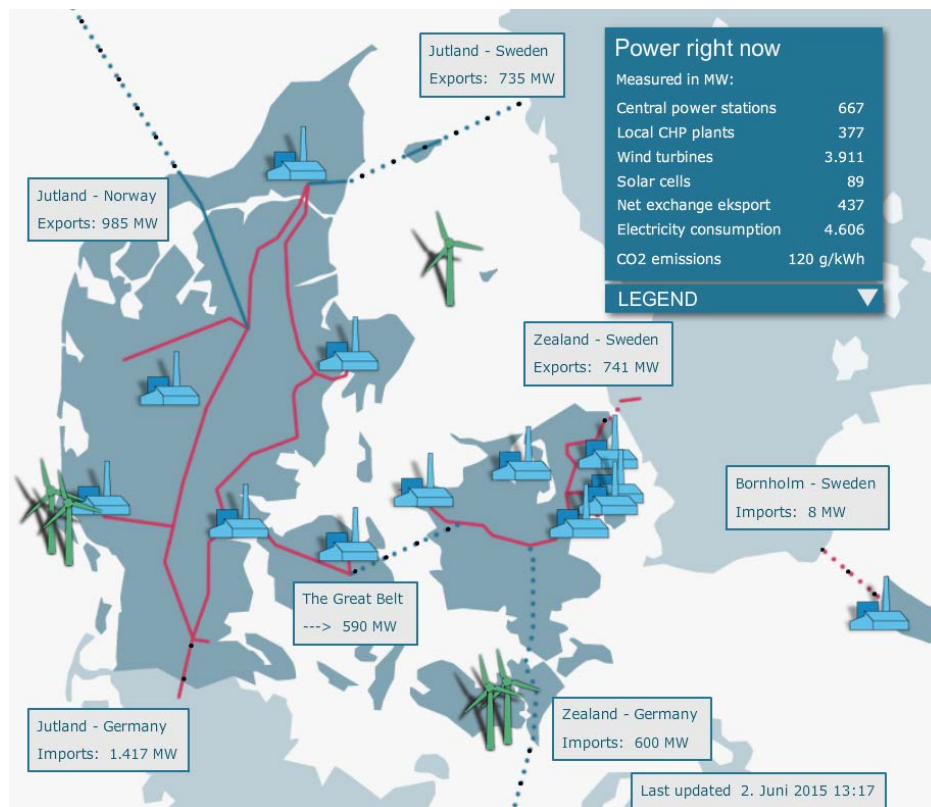 Jutland - Sweden
Exports: 735 MW
Power right now
Measured in MW:
Central power stations 667
Local CHP plants 377
Wind turbines 3.911
Solar cells 89
Net exchange eksport 437
Electricity consumption 4.606
CO2 emissions 120 g/kWh
LEGEND
Jutland - Norway
Exports: 985 MW
Zealand - Sweden
Exports: 741 MW
Bornholm - Sweden
Imports: 8 MW
The Great Belt
---> 590 MW
Jutland - Germany
Imports: 1.417 MW
Zealand - Germany
Imports: 600 MW
Last updated 2. Juni 2015 13:17